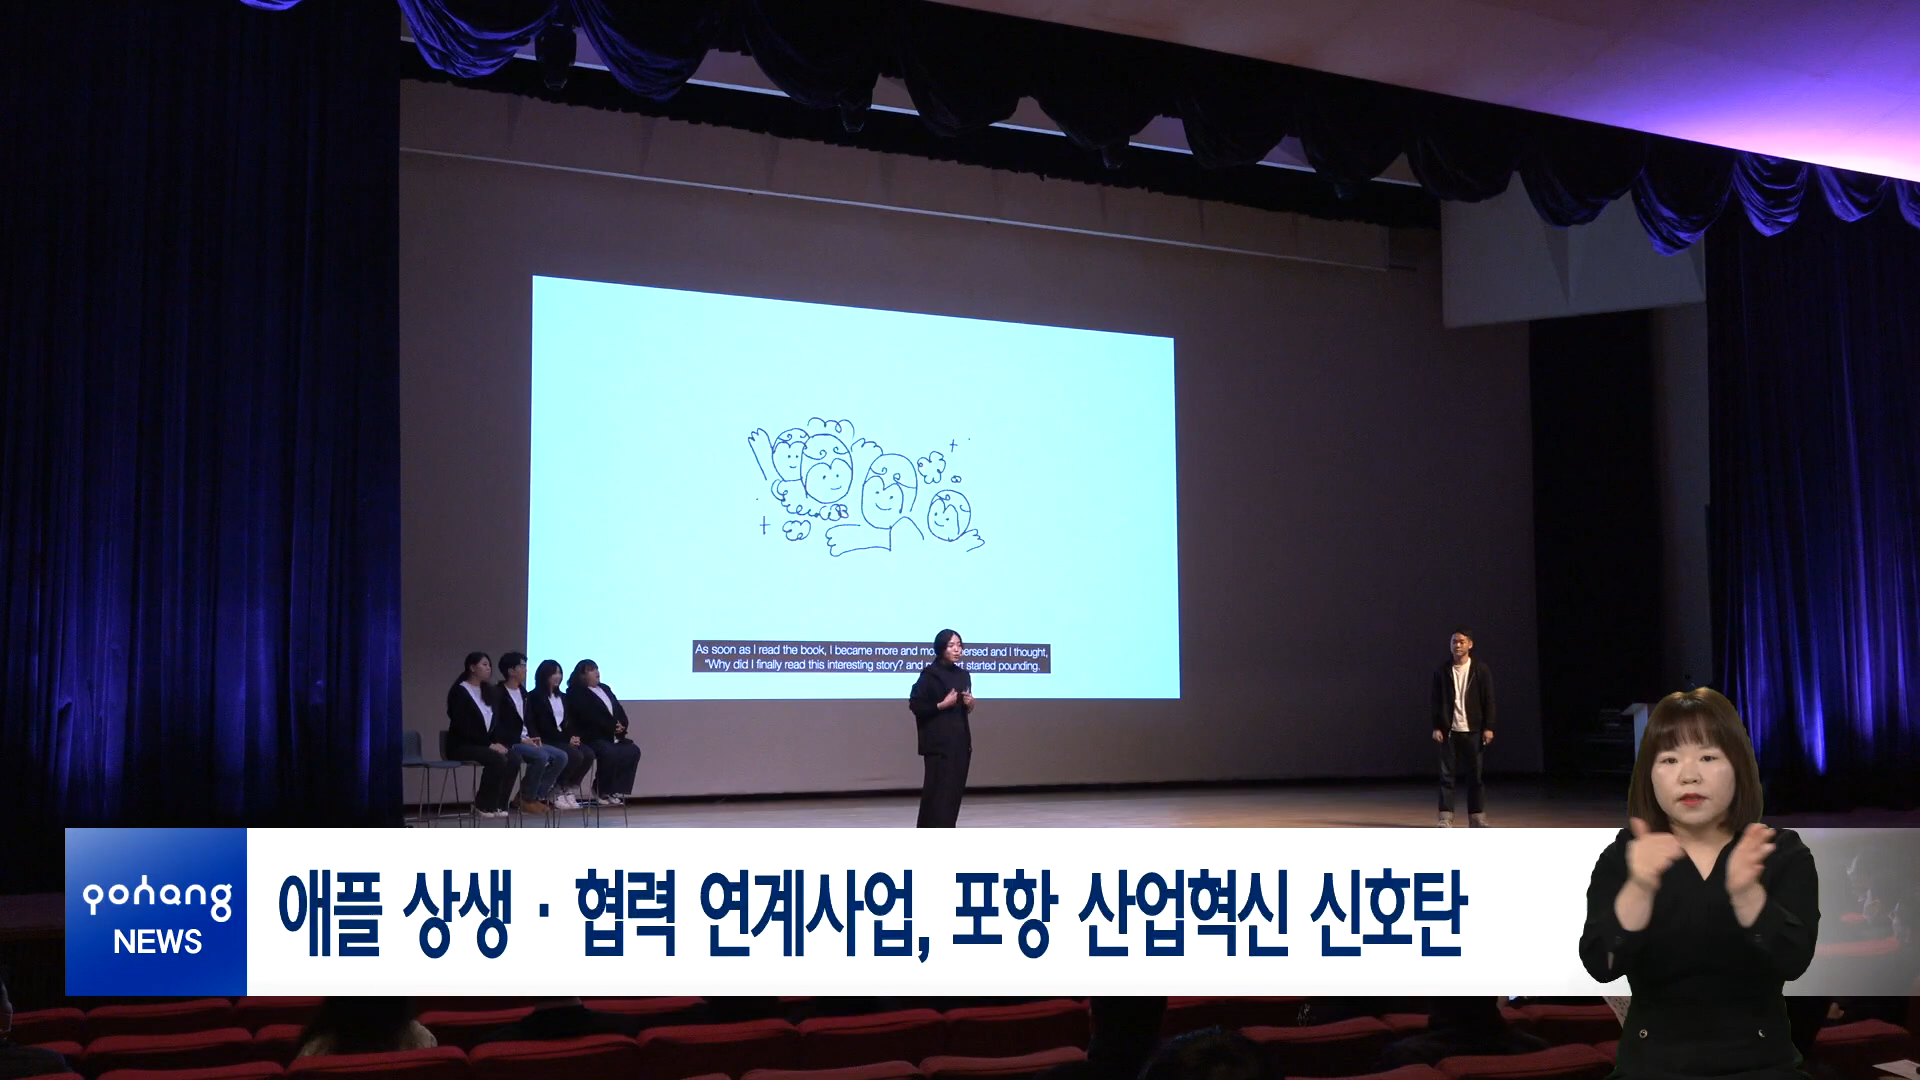 As soon as I read the book, I became more and mo ersed and I thought,
"Why did I finally read this interesting story? and m rt started pounding.
pohang
NEWS
애플 상생 · 협력 연계사업, 포항 산업혁신 신호탄